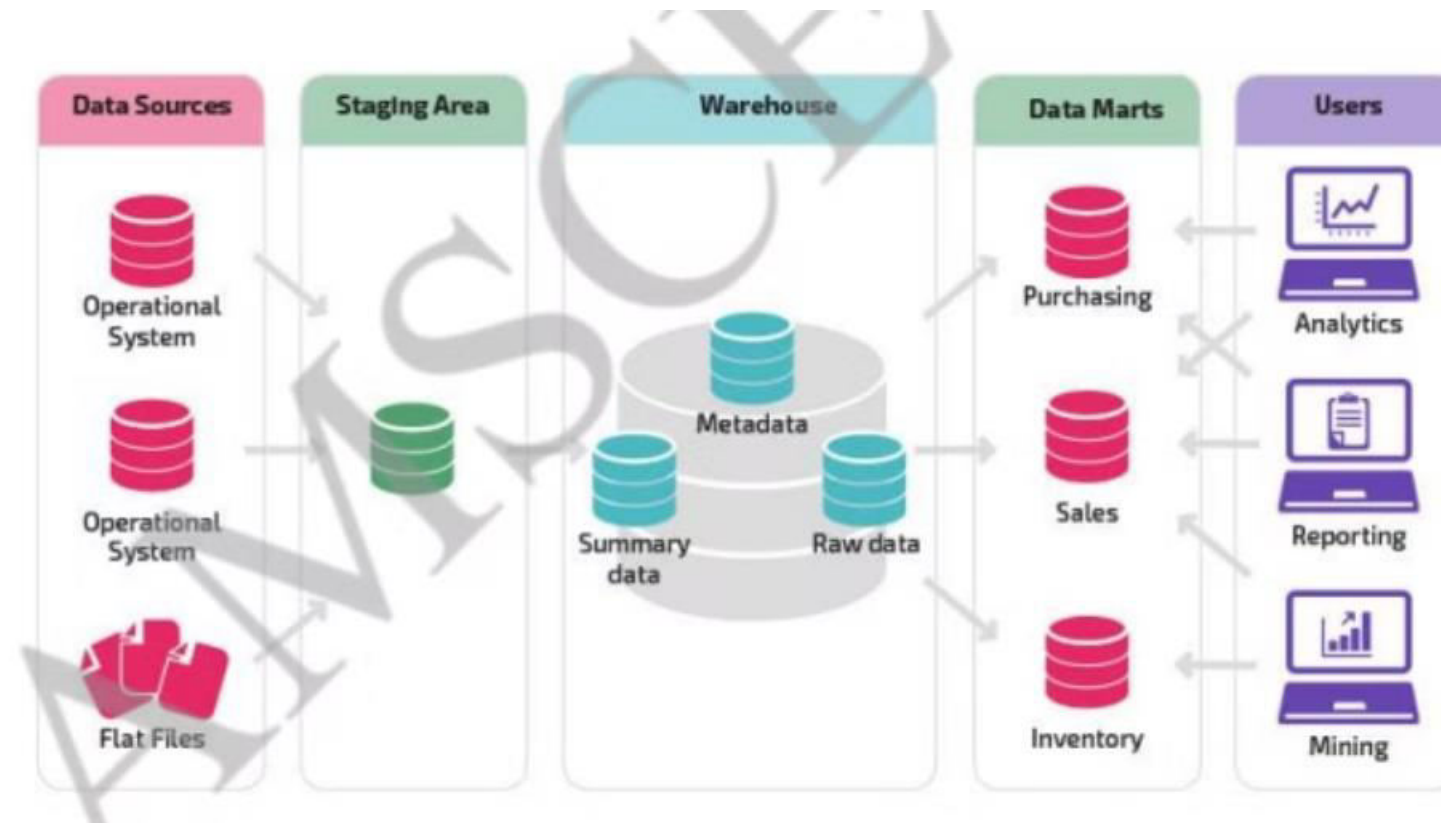 Data Sources
Staging Area
Warehouse
Data Marts
Users
Operational
System
Operational
System
Flat Files
Metadata
Summary
data
Raw data
Purchasing
Sales
Inventory
Analytics
Reporting
Mining
AMSCE